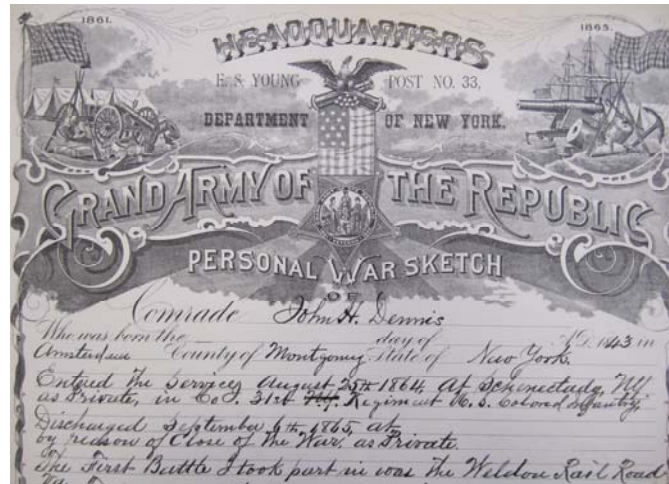 1861.
1865.
HEADQUARTERS
E. S. YOUNG POST NO. 33,
DEPARTMENT OF NEW YORK.
GRAND ARMY OF THE REPUBLIC
PERSONAL WAR SKETCH
OF
Comrade John H. Dennis
Who was born the day of A.D. 1843 in
Amsterdam County of Montgomery State of New York.
Entered the service August 25th 1864 At Schenectady, NY
as Private, in Co. 31st Regiment U.S. Colored Infantry,
Discharged September 6th 1865 at
by reason of Close of The War. as Private.
The First Battle I took part in was The Weldon Rail Road
Va